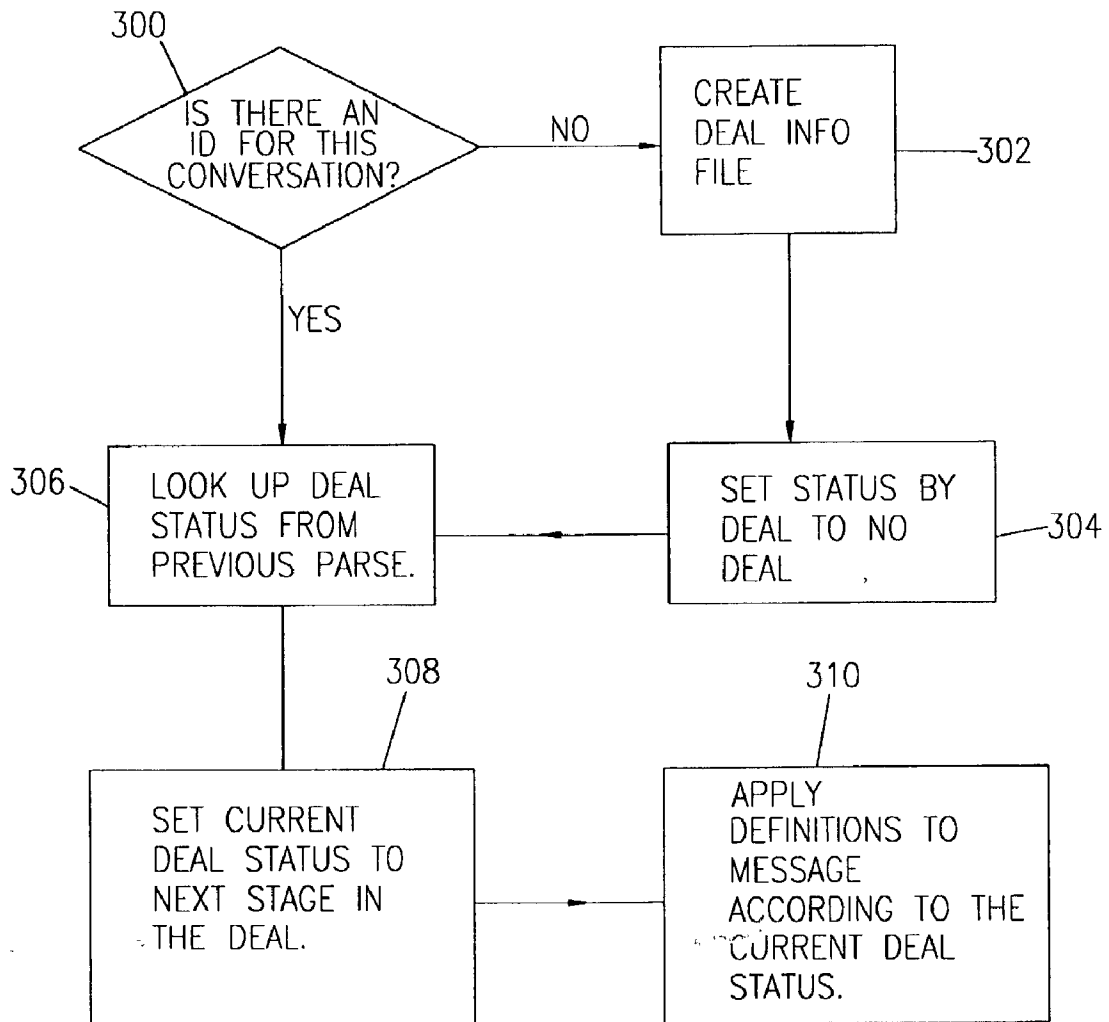 300
IS THERE AN
ID FOR THIS
CONVERSATION?
NO
CREATE
DEAL INFO
FILE
302
YES
306
LOOK UP DEAL
STATUS FROM
PREVIOUS PARSE.
SET STATUS BY
DEAL TO NO
DEAL
304
308
SET CURRENT
DEAL STATUS TO
NEXT STAGE IN
THE DEAL.
310
APPLY
DEFINITIONS TO
MESSAGE
ACCORDING TO THE
CURRENT DEAL
STATUS.